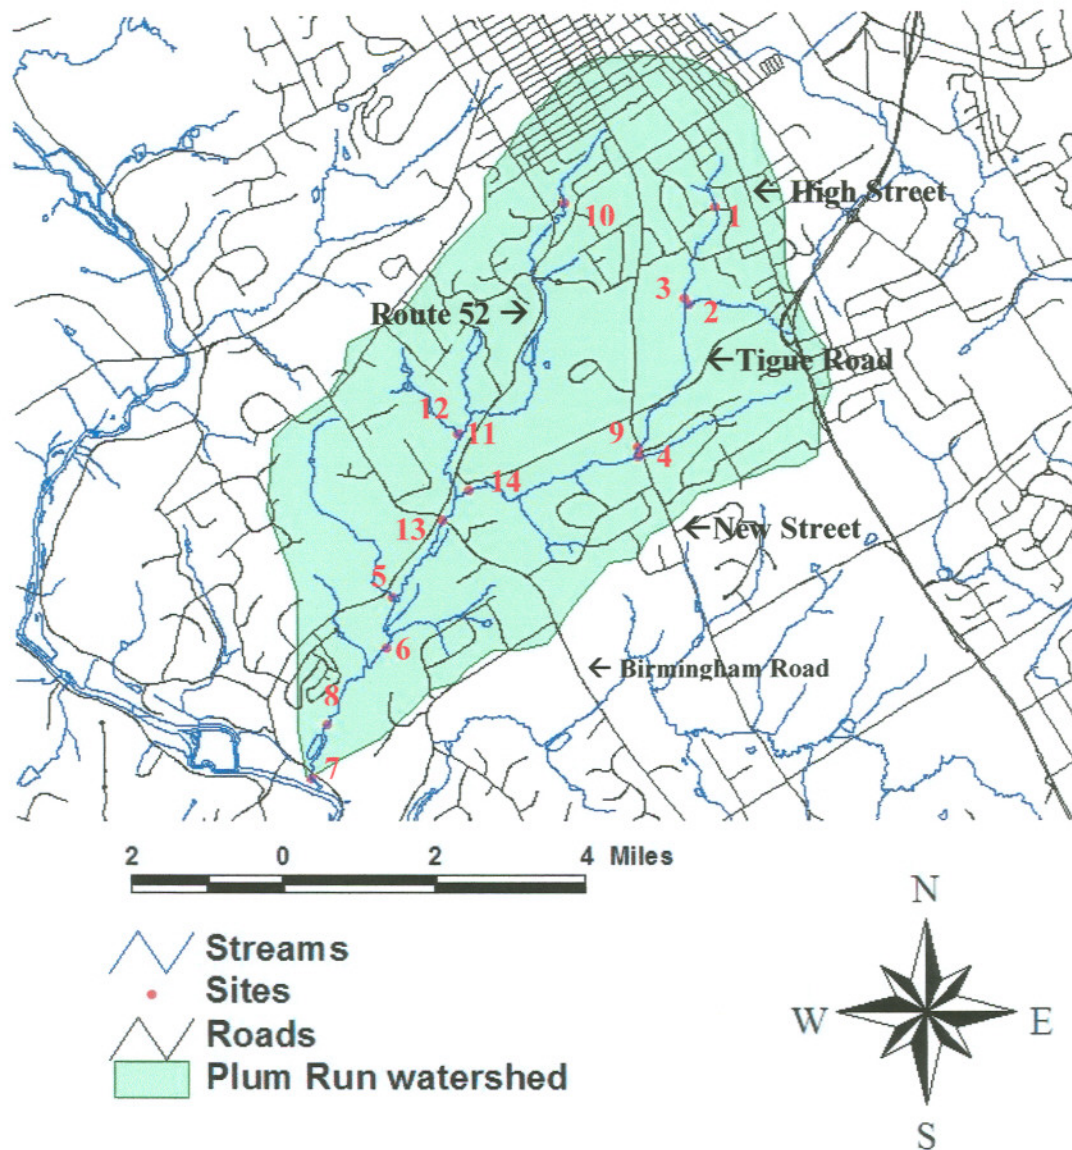 ← High Street
10
1
3
2
Route 52 →
← Tigue Road
12
11
9
4
14
13
← New Street
5
6
← Birmingham Road
8
7
2 0 2 4 Miles
N
Streams
Sites
W E
Roads
Plum Run watershed
S